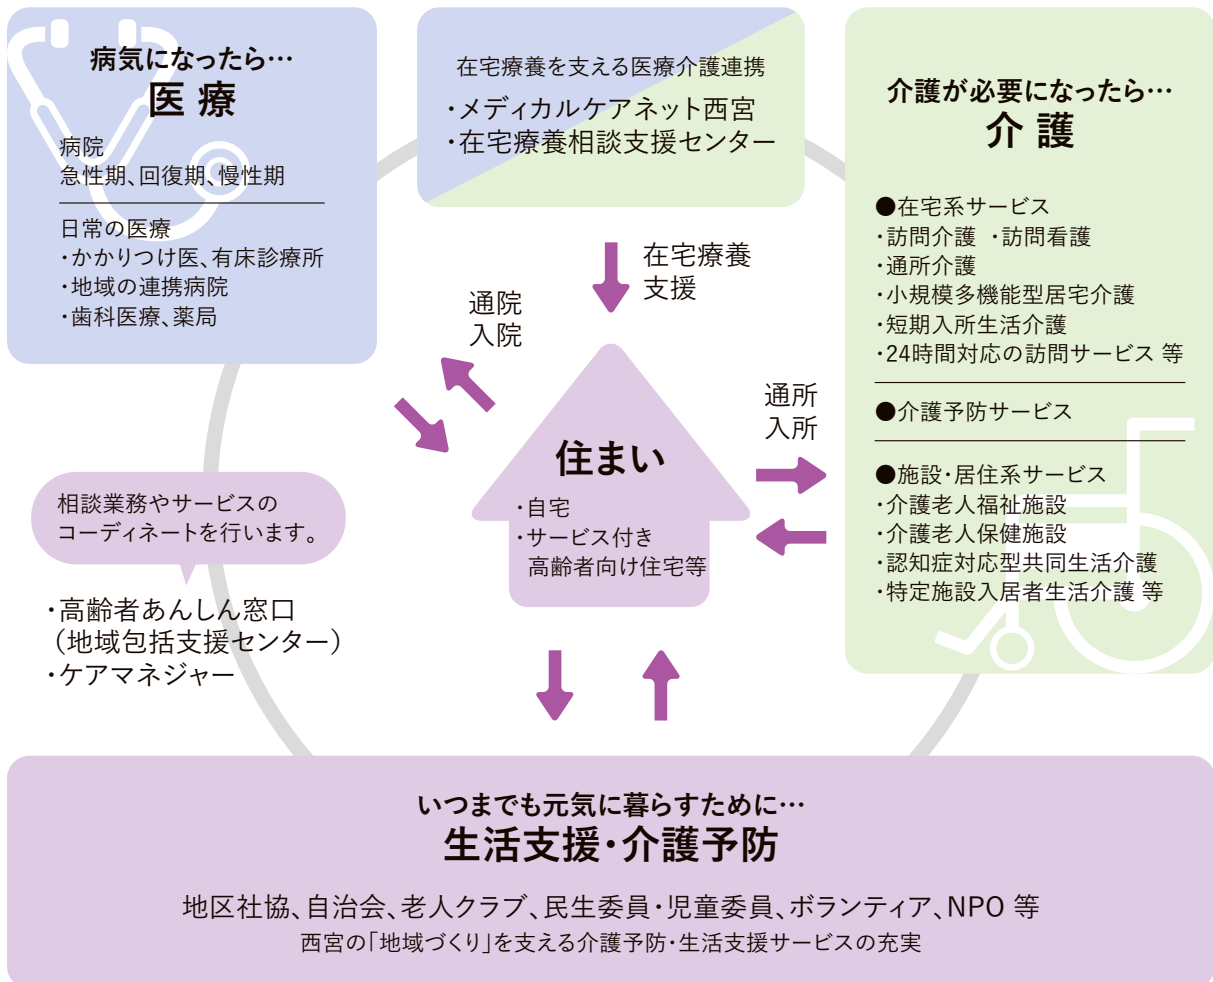 病気になったら…
医療
病院
急性期、回復期、慢性期
日常の医療
・かかりつけ医、有床診療所
・地域の連携病院
・歯科医療、薬局
在宅療養を支える医療介護連携
・メディカルケアネット西宮
・在宅療養相談支援センター
介護が必要になったら…
介護
●在宅系サービス
・訪問介護 ・訪問看護
・通所介護
・小規模多機能型居宅介護
・短期入所生活介護
・24時間対応の訪問サービス 等
●介護予防サービス
●施設・居住系サービス
・介護老人福祉施設
・介護老人保健施設
・認知症対応型共同生活介護
・特定施設入居者生活介護 等
在宅療養
支援
通院
入院
通所
入所
住まい
・自宅
・サービス付き
高齢者向け住宅等
相談業務やサービスの
コーディネートを行います。
・高齢者あんしん窓口
（地域包括支援センター）
・ケアマネジャー
いつまでも元気に暮らすために…
生活支援・介護予防
地区社協、自治会、老人クラブ、民生委員・児童委員、ボランティア、NPO 等
西宮の「地域づくり」を支える介護予防・生活支援サービスの充実